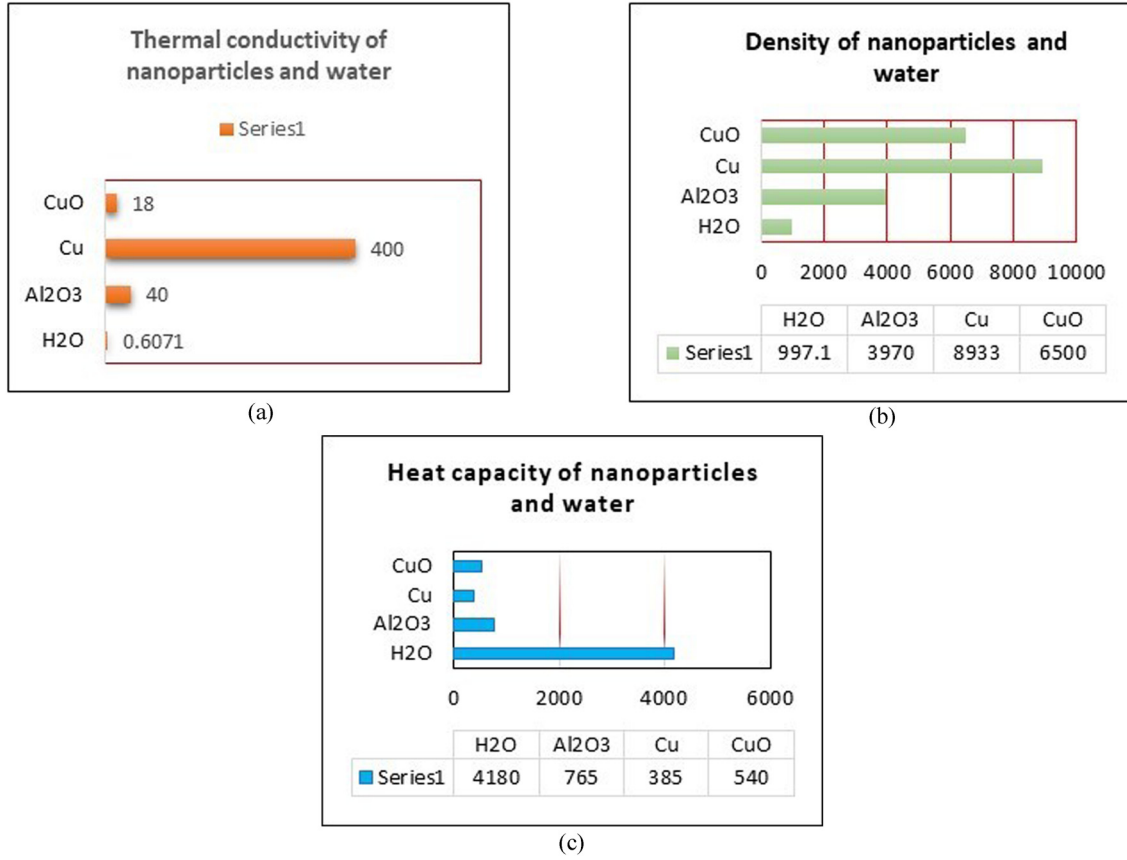 Thermal conductivity of
nanoparticles and water
Series1
CuO 18
Cu 400
Al2O3 40
H2O 0.6071
(a)
Density of nanoparticles and
water
CuO
Cu
Al2O3
H2O
0 2000 4000 6000 8000 10000
H2O Al2O3 Cu CuO
Series1 997.1 3970 8933 6500
(b)
Heat capacity of nanoparticles
and water
CuO
Cu
Al2O3
H2O
0 2000 4000 6000
H2O Al2O3 Cu CuO
Series1 4180 765 385 540
(c)